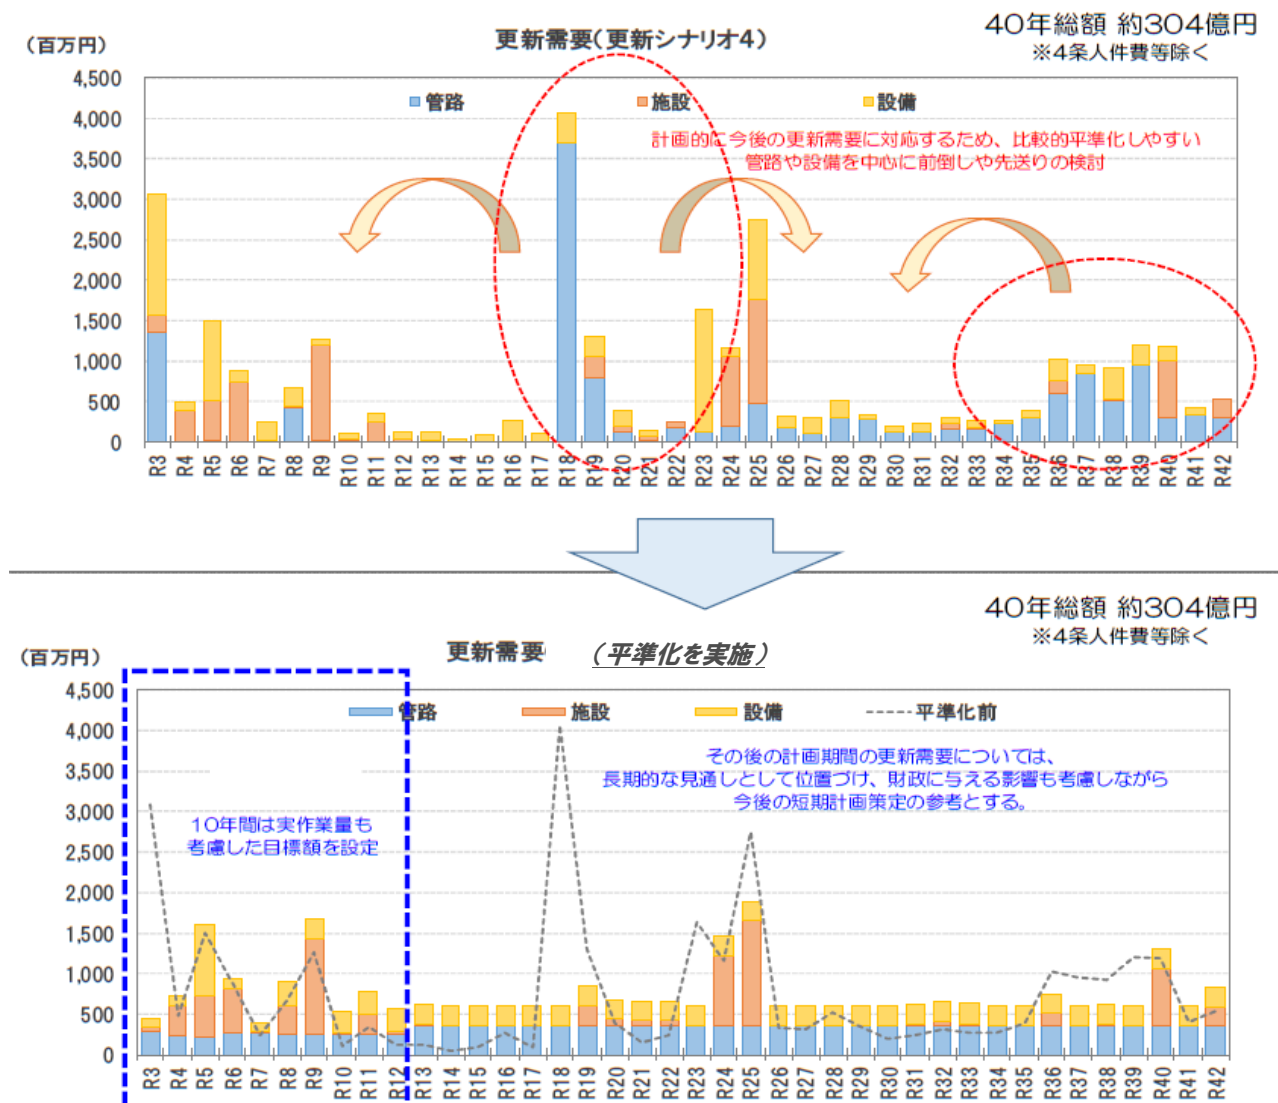 40年総額 約304億円
※4条人件費等除く
(百万円)
更新需要(更新シナリオ4)
4,500
4,000
3,500
3,000
2,500
2,000
1,500
1,000
500
0
管路 施設 設備
計画的に今後の更新需要に対応するため、比較的平準化しやすい
管路や設備を中心に前倒しや先送りの検討
R3 R4 R5 R6 R7 R8 R9 R10 R11 R12 R13 R14 R15 R16 R17 R18 R19 R20 R21 R22 R23 R24 R25 R26 R27 R28 R29 R30 R31 R32 R33 R34 R35 R36 R37 R38 R39 R40 R41 R42
40年総額 約304億円
※4条人件費等除く
(百万円)
更新需要 (平準化を実施)
4,500
4,000
3,500
3,000
2,500
2,000
1,500
1,000
500
0
管路 施設 設備 平準化前
その後の計画期間の更新需要については、
長期的な見通しとして位置づけ、財政に与える影響も考慮しながら
今後の短期計画策定の参考とする。
10年間は実作業量も
考慮した目標額を設定
R3 R4 R5 R6 R7 R8 R9 R10 R11 R12 R13 R14 R15 R16 R17 R18 R19 R20 R21 R22 R23 R24 R25 R26 R27 R28 R29 R30 R31 R32 R33 R34 R35 R36 R37 R38 R39 R40 R41 R42